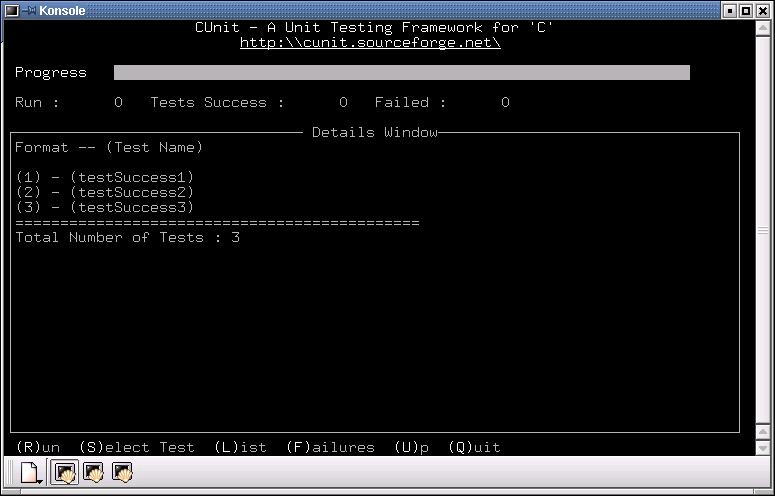 Konsole
CUnit - A Unit Testing Framework for 'C'
http:\\cunit.sourceforge.net\
Progress
Run : 0 Tests Success : 0 Failed : 0
Details Window
Format -- (Test Name)
(1) - (testSuccess1)
(2) - (testSuccess2)
(3) - (testSuccess3)
=============================================
Total Number of Tests : 3
(R)un (S)elect Test (L)ist (F)ailures (U)p (Q)uit